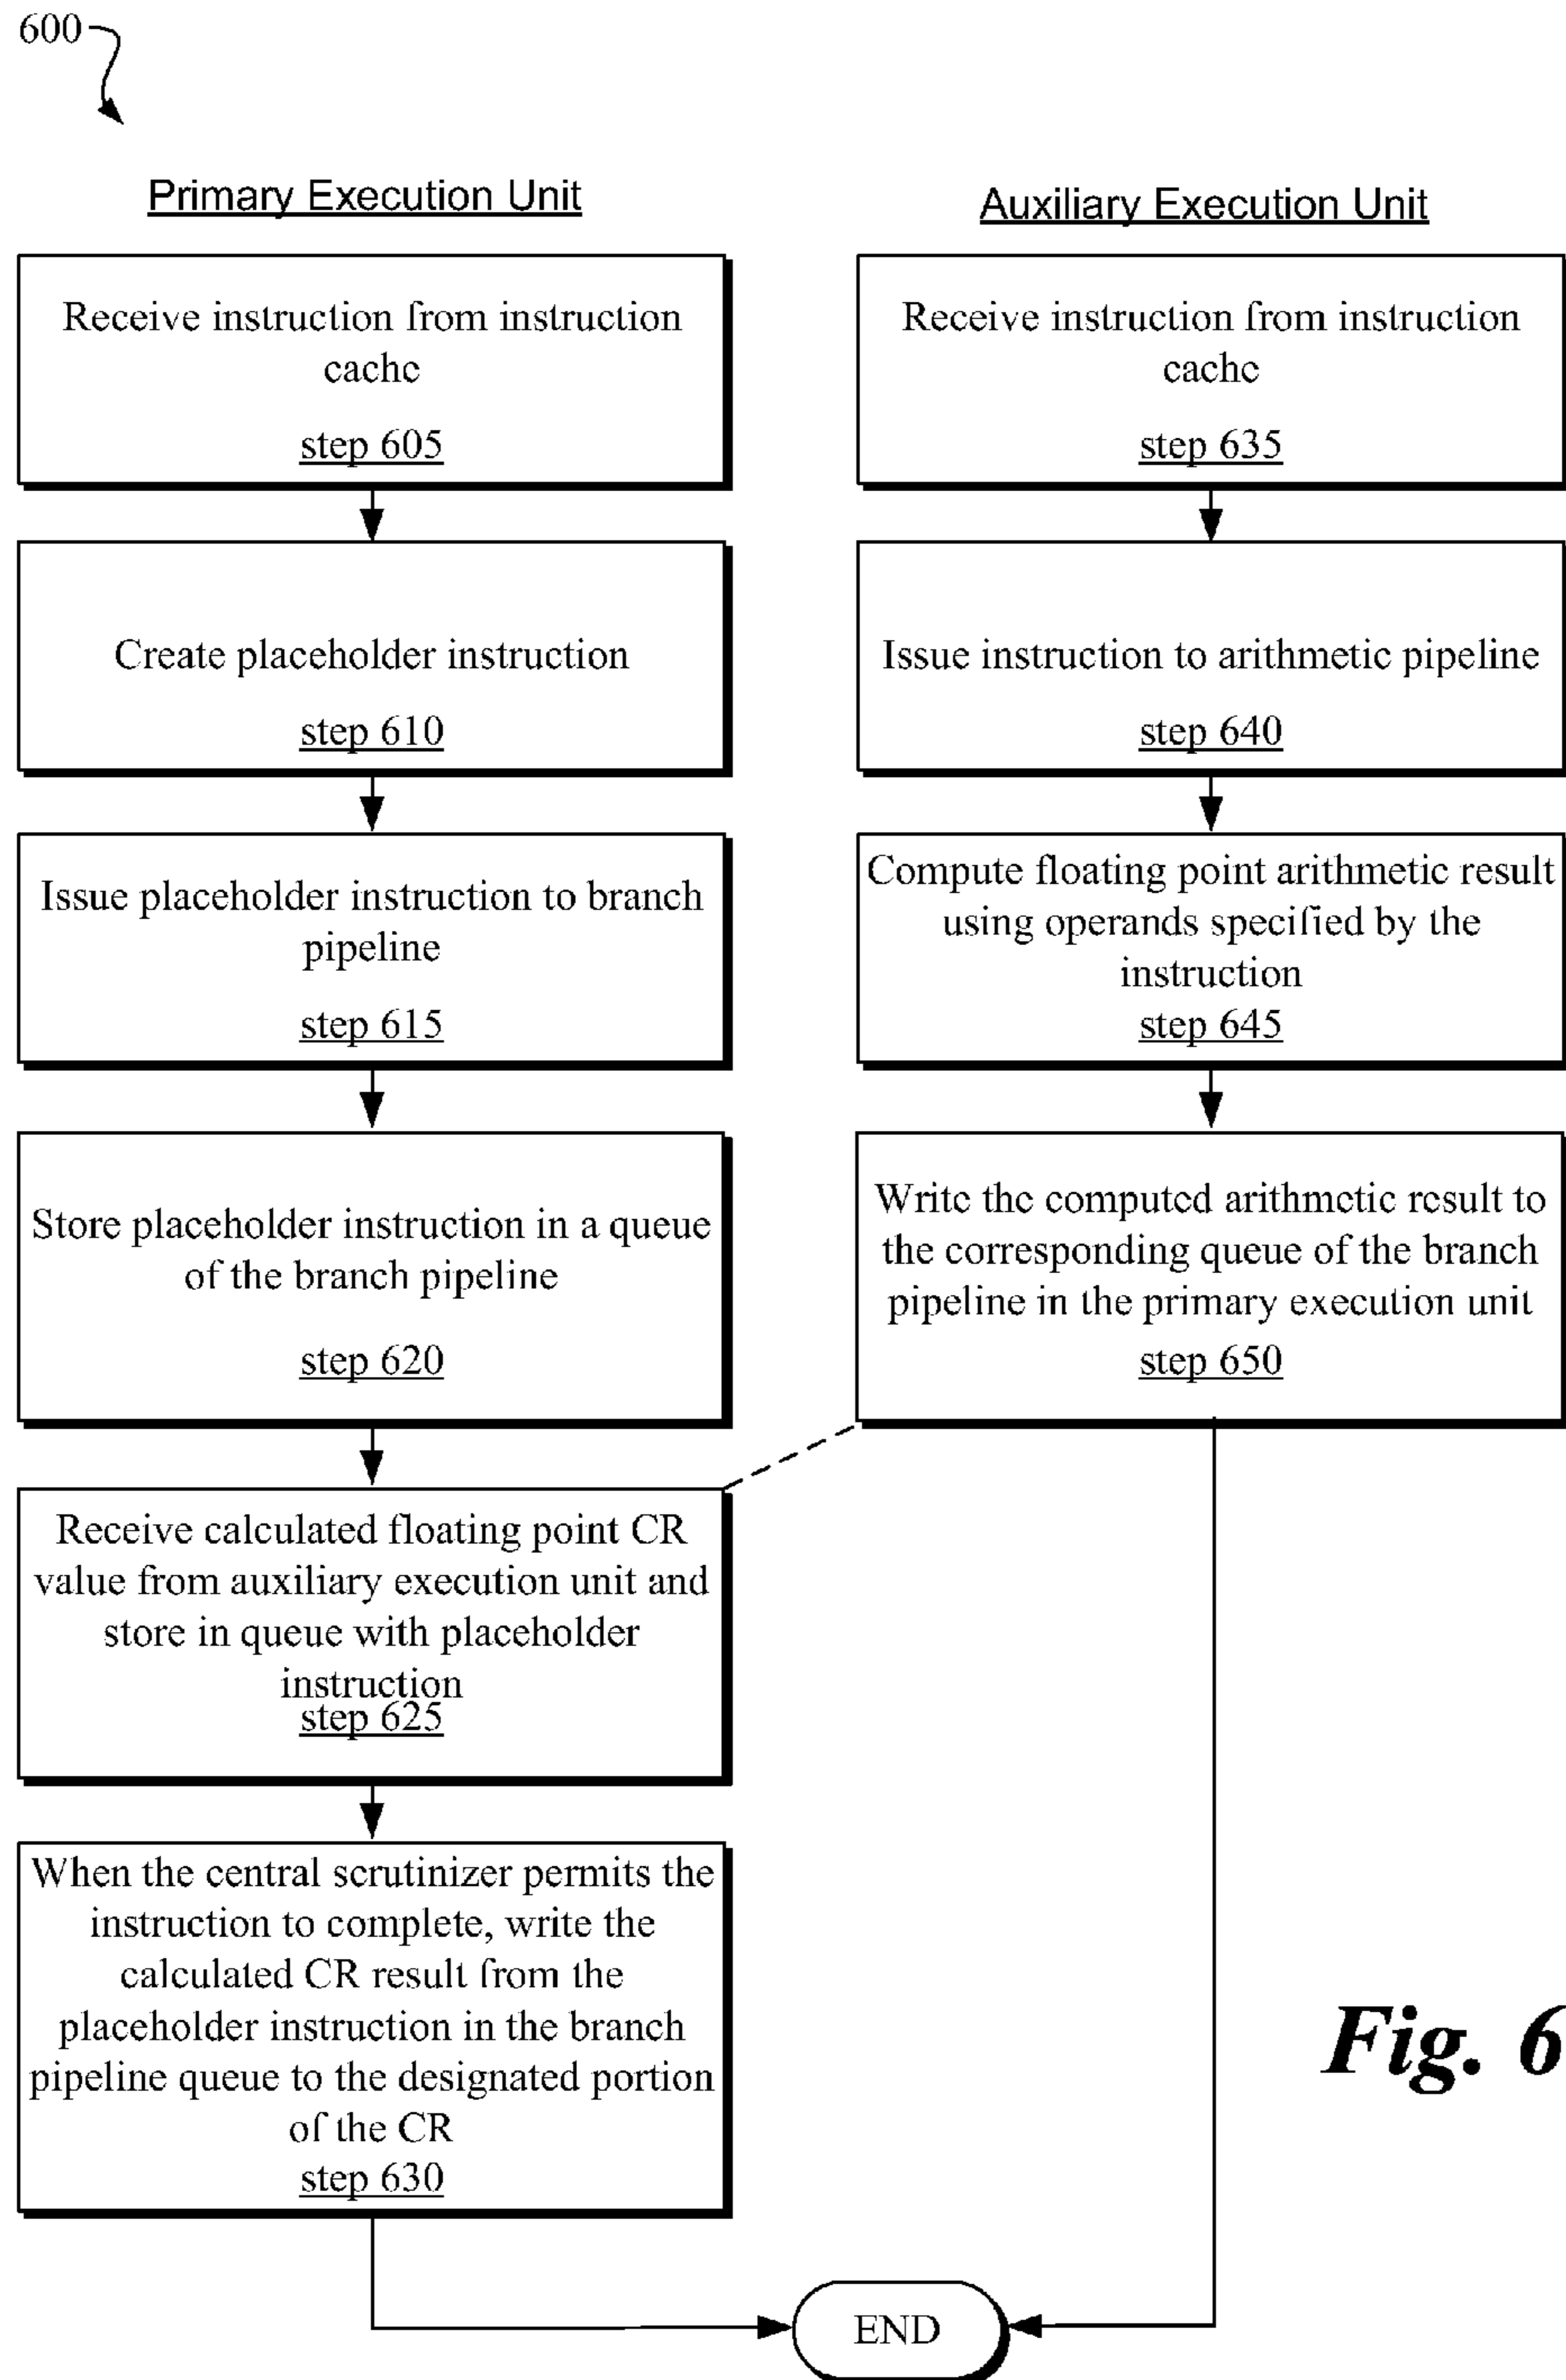 600
Primary Execution Unit
Receive instruction from instruction
cache
step 605
Create placeholder instruction
step 610
Issue placeholder instruction to branch
pipeline
step 615
Store placeholder instruction in a queue
of the branch pipeline
step 620
Receive calculated floating point CR
value from auxiliary execution unit and
store in queue with placeholder
instruction
step 625
When the central scrutinizer permits the
instruction to complete, write the
calculated CR result from the
placeholder instruction in the branch
pipeline queue to the designated portion
of the CR
step 630
Auxiliary Execution Unit
Receive instruction from instruction
cache
step 635
Issue instruction to arithmetic pipeline
step 640
Compute floating point arithmetic result
using operands specified by the
instruction
step 645
Write the computed arithmetic result to
the corresponding queue of the branch
pipeline in the primary execution unit
step 650
END
Fig. 6